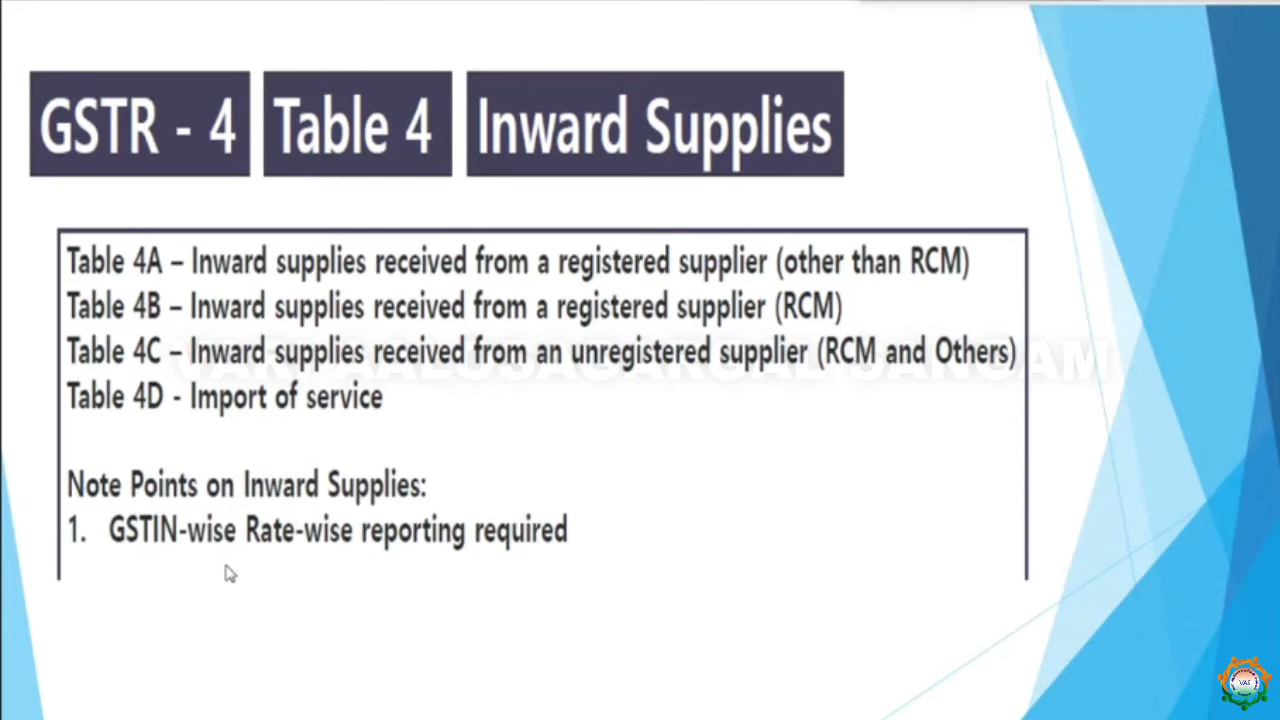 GSTR - 4 Table 4 Inward Supplies
Table 4A – Inward supplies received from a registered supplier (other than RCM)
Table 4B – Inward supplies received from a registered supplier (RCM)
Table 4C – Inward supplies received from an unregistered supplier (RCM and Others)
Table 4D - Import of service
Note Points on Inward Supplies:
1. GSTIN-wise Rate-wise reporting required
VAS